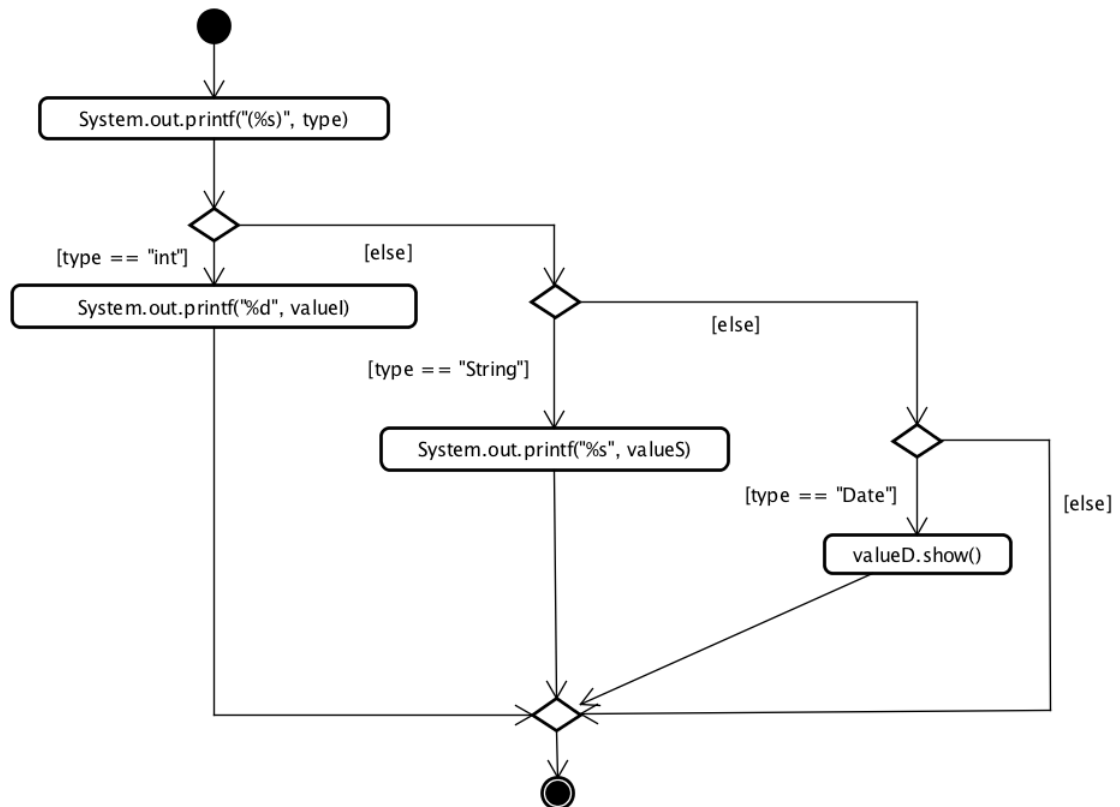 System.out.printf("(%s)", type)
[type == "int"]
[else]
System.out.printf("%d", valueI)
[else]
[type == "String"]
System.out.printf("%s", valueS)
[type == "Date"]
[else]
valueD.show()